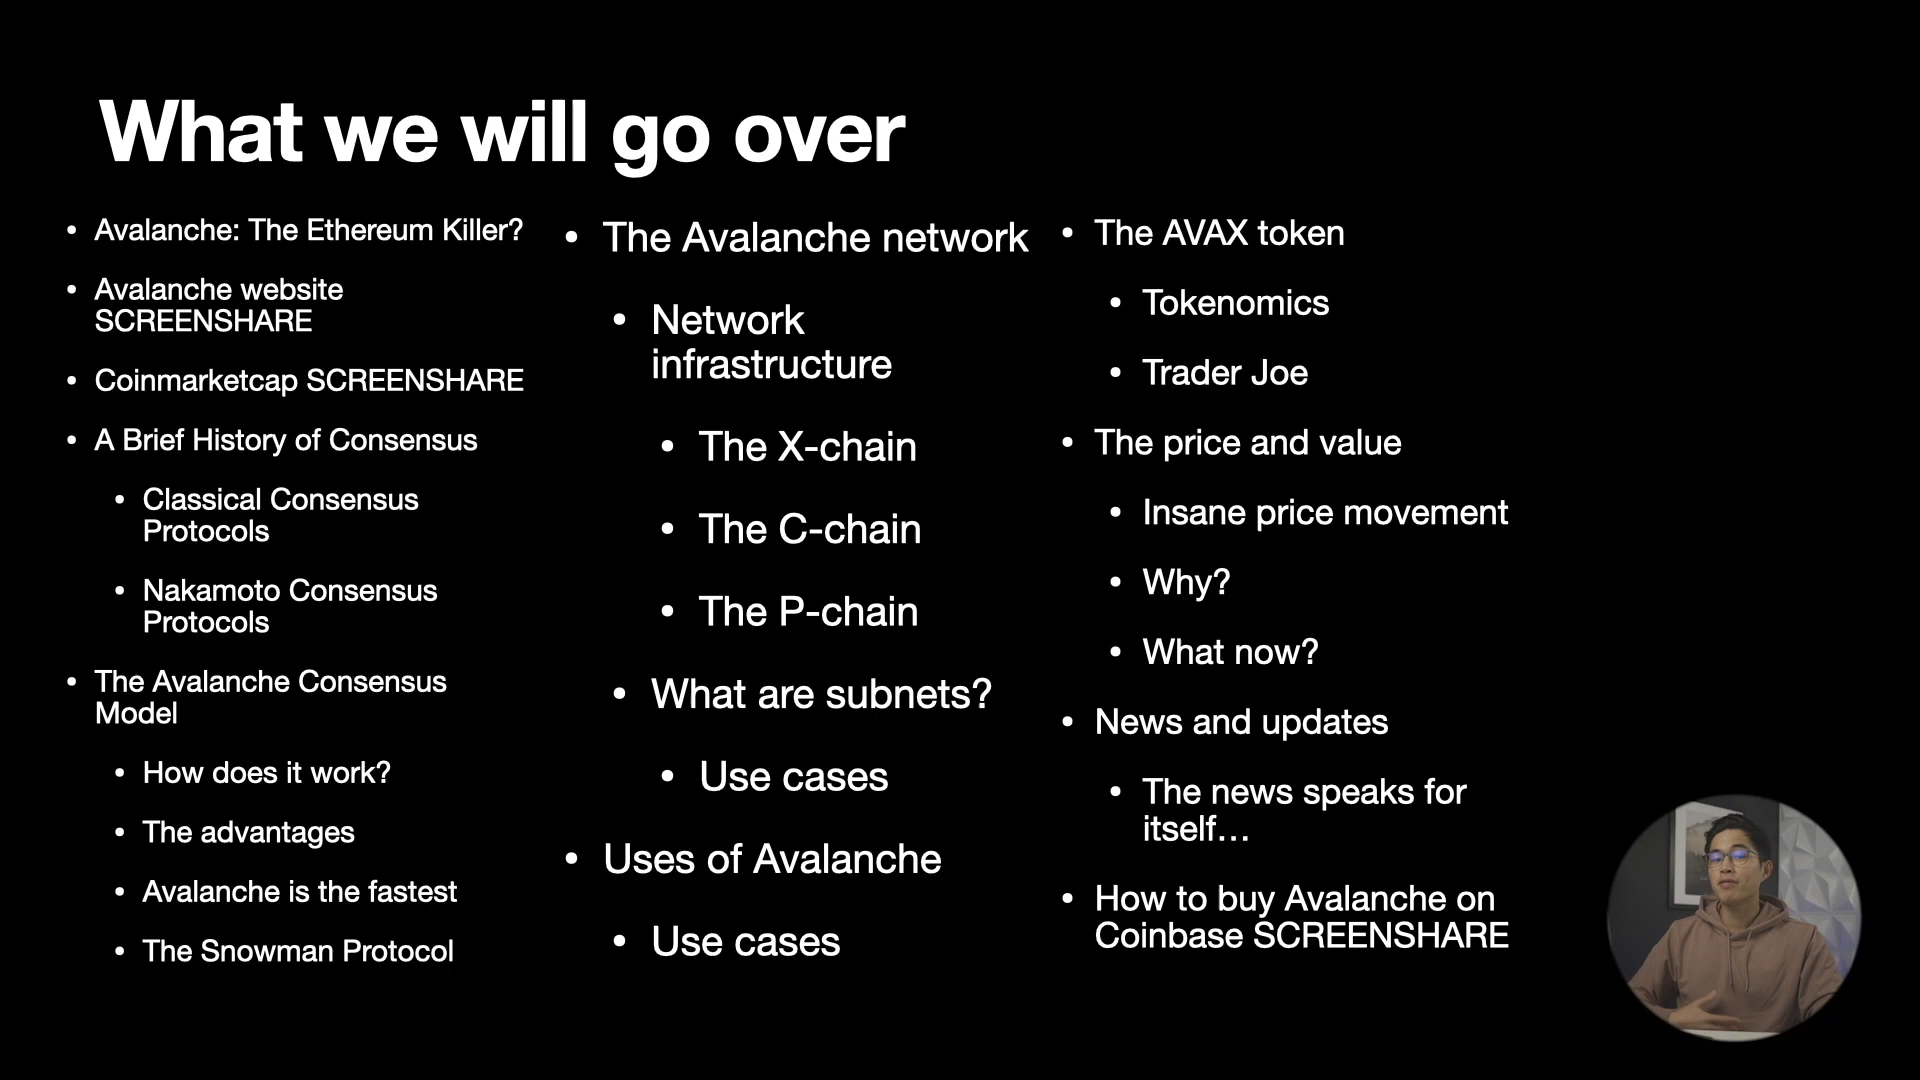 What we will go over
• Avalanche: The Ethereum Killer?
• Avalanche website
SCREENSHARE
• Coinmarketcap SCREENSHARE
• A Brief History of Consensus
• Classical Consensus
Protocols
• Nakamoto Consensus
Protocols
• The Avalanche Consensus
Model
• How does it work?
• The advantages
• Avalanche is the fastest
• The Snowman Protocol
• The Avalanche network
• Network
infrastructure
• The X-chain
• The C-chain
• The P-chain
• What are subnets?
• Use cases
• Uses of Avalanche
• Use cases
• The AVAX token
• Tokenomics
• Trader Joe
• The price and value
• Insane price movement
• Why?
• What now?
• News and updates
• The news speaks for
itself…
• How to buy Avalanche on
Coinbase SCREENSHARE